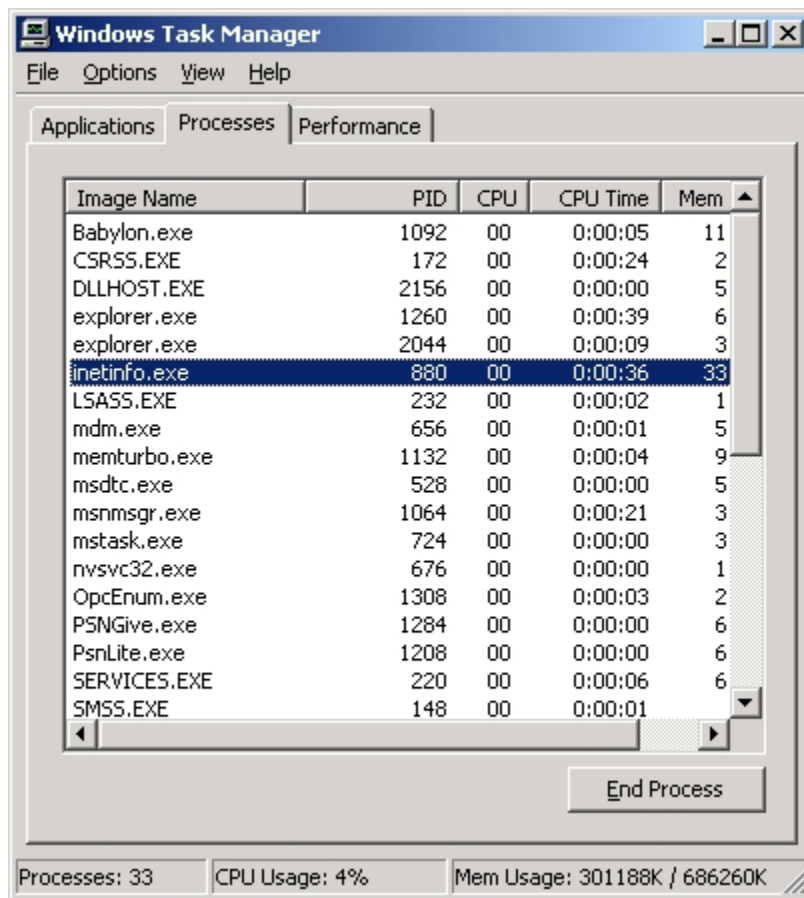 Windows Task Manager
File Options View Help
Applications Processes Performance
Image Name PID CPU CPU Time Mem
Babylon.exe 1092 00 0:00:05 11
CSRSS.EXE 172 00 0:00:24 2
DLLHOST.EXE 2156 00 0:00:00 5
explorer.exe 1260 00 0:00:39 6
explorer.exe 2044 00 0:00:09 3
inetinfo.exe 880 00 0:00:36 33
LSASS.EXE 232 00 0:00:02 1
mdm.exe 656 00 0:00:01 5
memturbo.exe 1132 00 0:00:04 9
msdtc.exe 528 00 0:00:00 5
msnmsgr.exe 1064 00 0:00:21 3
mstask.exe 724 00 0:00:00 3
nvsvc32.exe 676 00 0:00:00 1
OpcEnum.exe 1308 00 0:00:03 2
PSNGive.exe 1284 00 0:00:00 6
PsnLite.exe 1208 00 0:00:00 6
SERVICES.EXE 220 00 0:00:06 6
SMSS.EXE 148 00 0:00:01
End Process
Processes: 33 CPU Usage: 4% Mem Usage: 301188K / 686260K